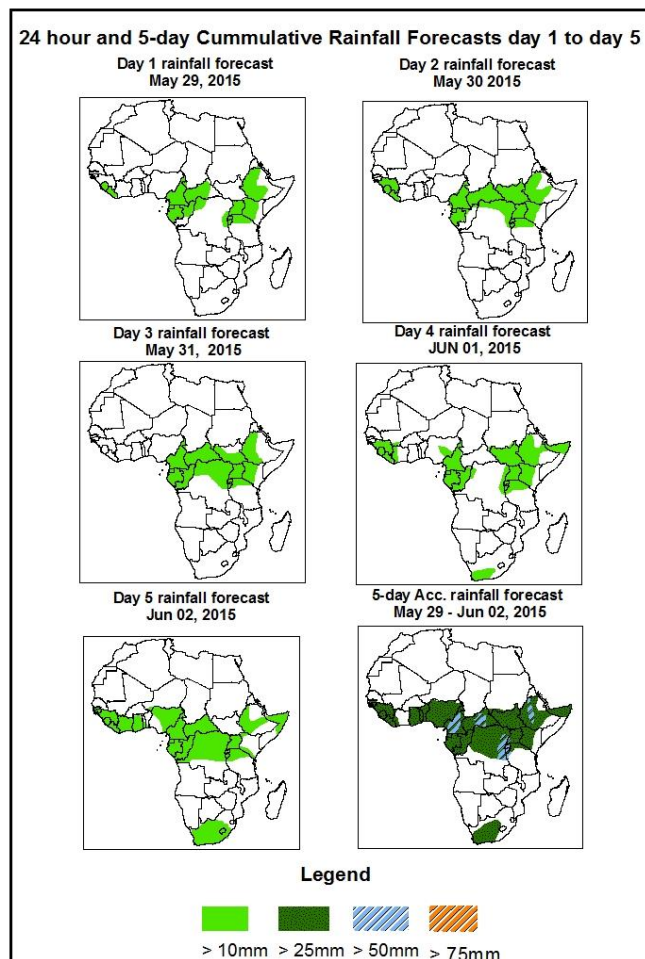 24 hour and 5-day Cummulative Rainfall Forecasts day 1 to day 5
Day 1 rainfall forecast
May 29, 2015
Day 2 rainfall forecast
May 30 2015
Day 3 rainfall forecast
May 31, 2015
Day 4 rainfall forecast
JUN 01, 2015
Day 5 rainfall forecast
Jun 02, 2015
5-day Acc. rainfall forecast
May 29 - Jun 02, 2015
Legend
> 10mm > 25mm > 50mm > 75mm